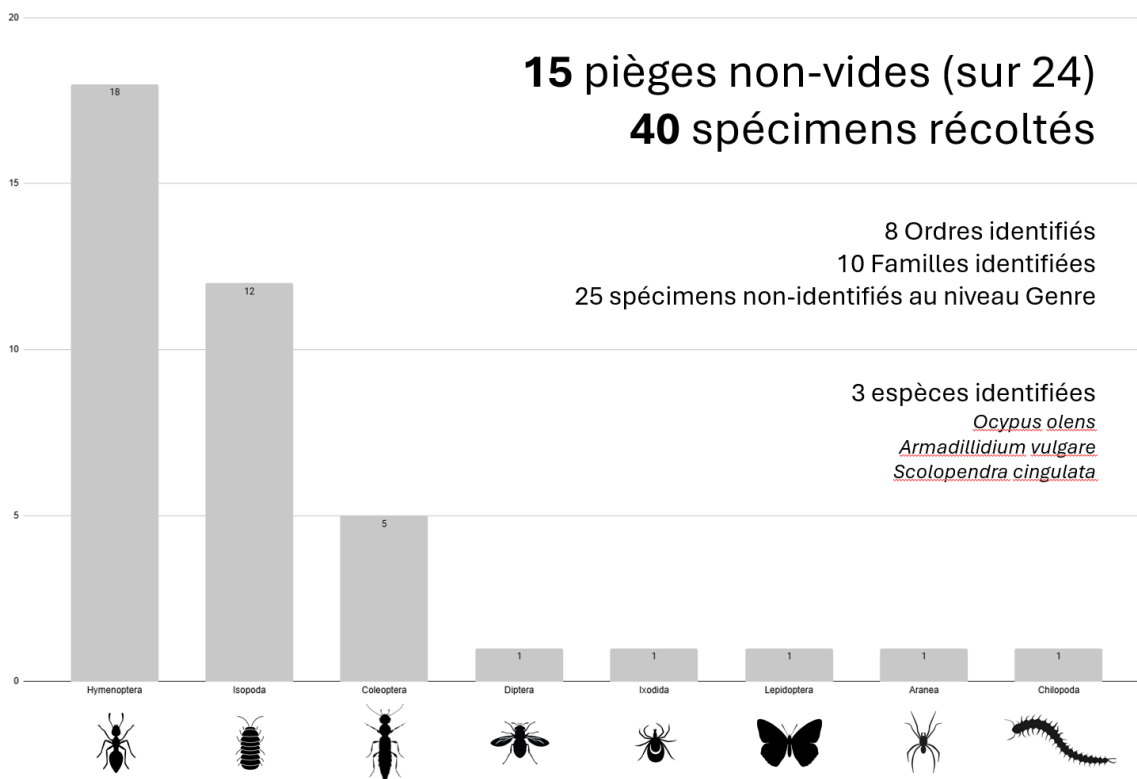 15 pièges non-vides (sur 24)
40 spécimens récoltés
8 Ordres identifiés
10 Familles identifiées
25 spécimens non-identifiés au niveau Genre
3 espèces identifiées
Ocypus olens
Armadillidium vulgare
Scolopendra cingulata
20
15
10
5
0
18
12
5
1
1
1
1
1
Hymenoptera
Isopoda
Coleoptera
Diptera
Ixodida
Lepidoptera
Aranea
Chilopoda